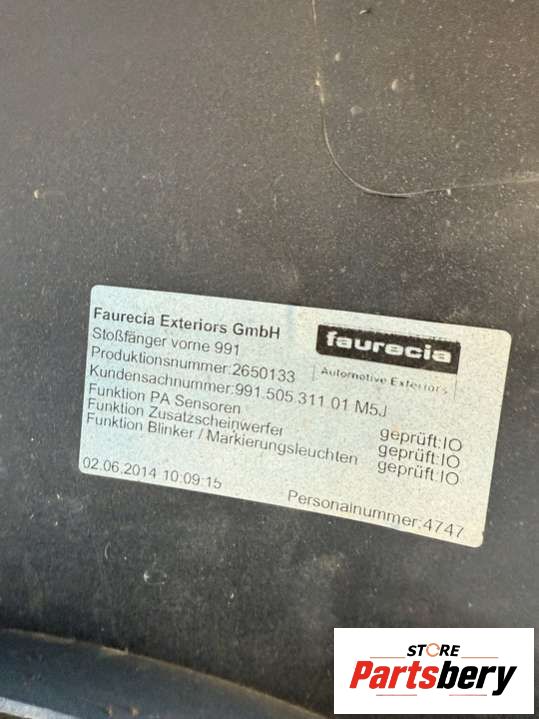 Faurecia Exteriors GmbH
faurecia
Automotive Exteriors
Stoßfänger vorne 991
Produktionsnummer:2650133
Kundensachnummer:991.505.311.01 M5J
Funktion PA Sensoren geprüft:IO
Funktion Zusatzscheinwerfer geprüft:IO
Funktion Blinker / Markierungsleuchten geprüft:IO
02.06.2014 10:09:15
Personalnummer:4747
STORE
Partsbery